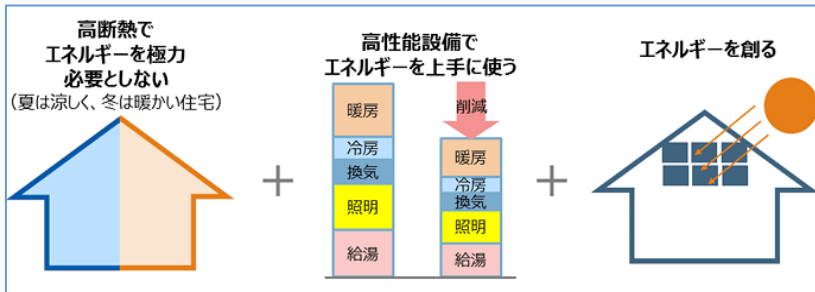 高断熱で
エネルギーを極力
必要としない
（夏は涼しく、冬は暖かい住宅）
高性能設備で
エネルギーを上手に使う
暖房
冷房
換気
照明
給湯
削減
暖房
冷房
換気
照明
給湯
エネルギーを創る